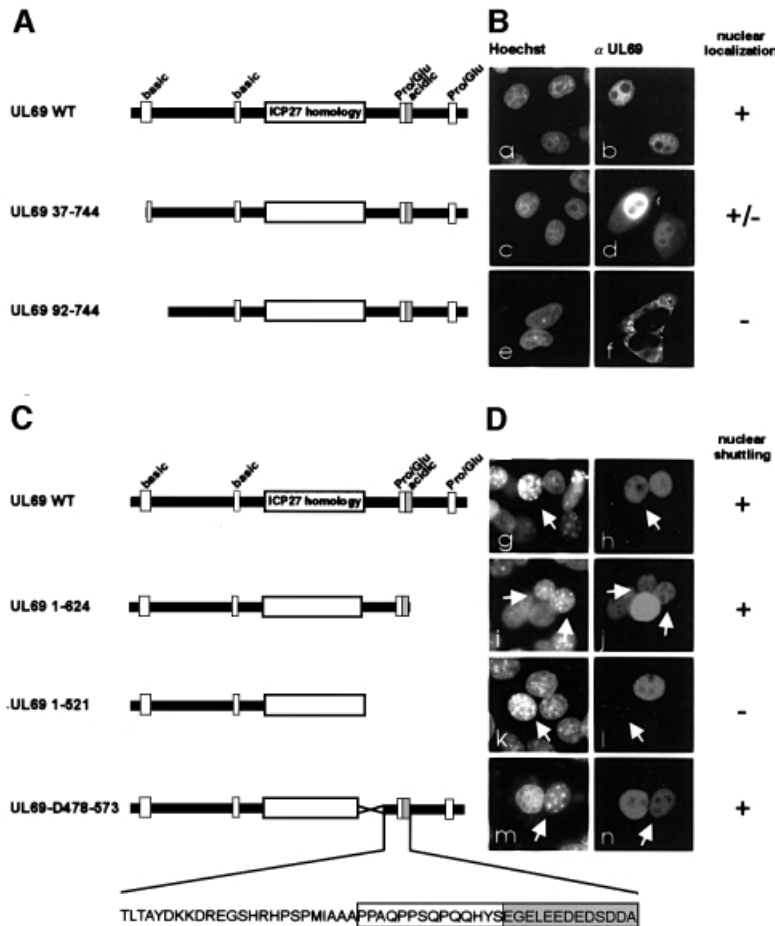 A
B
Hoechst
α UL69
nuclear
localization
basic
basic
Pro/Glu
acidic
Pro/Glu
UL69 WT
ICP27 homology
a
b
+
UL69 37-744
c
d
+/-
UL69 92-744
e
f
-
C
D
nuclear
shuttling
basic
basic
Pro/Glu
acidic
Pro/Glu
UL69 WT
ICP27 homology
g
h
+
UL69 1-624
i
j
+
UL69 1-521
k
l
-
UL69-D478-573
m
n
+
TLTAYDKKDREGSHRHPSPMIAAAPPAQPPSQPQQHYSEGELEEDEDSDDA